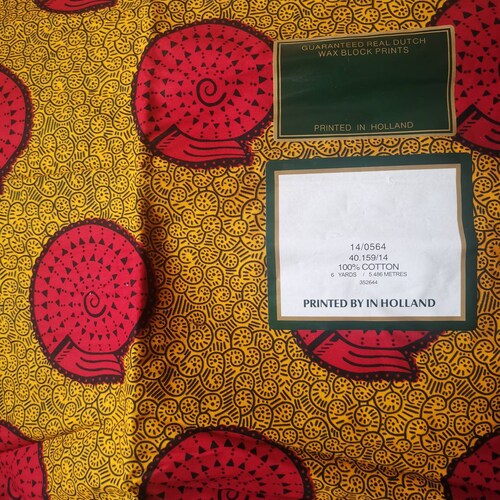 GUARANTEED REAL DUTCH
WAX BLOCK PRINTS
PRINTED IN HOLLAND
14/0564
40.159/14
100% COTTON
6 YARDS / 5.486 METRES
352644
PRINTED BY IN HOLLAND